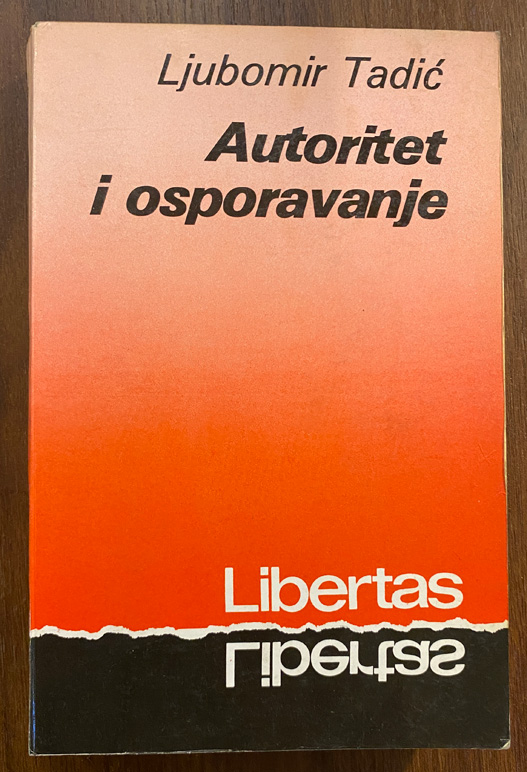 Ljubomir Tadić
Autoritet
i osporavanje
Libertas
Libertas